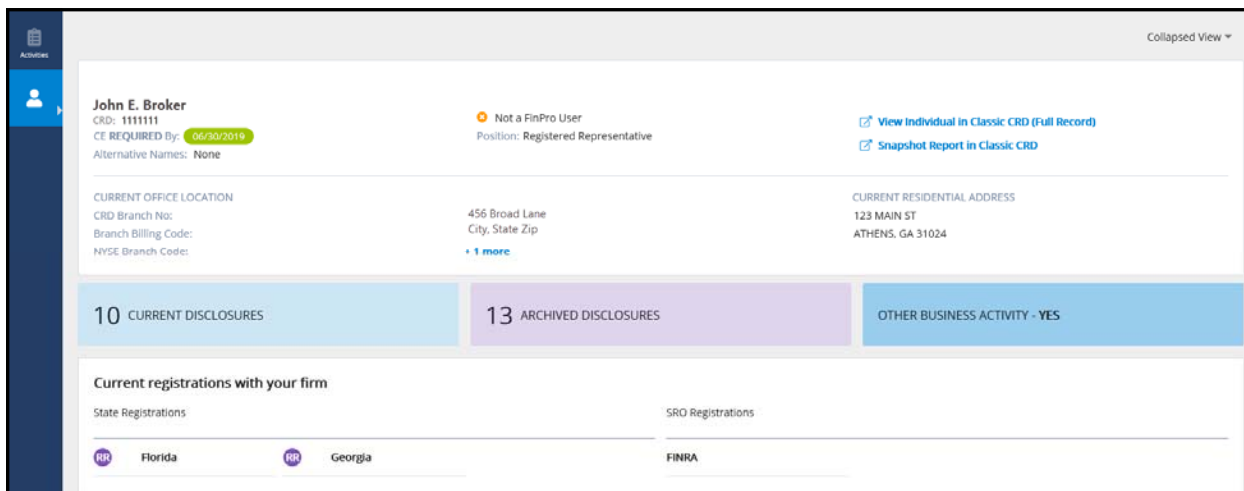 Activities
Collapsed View
John E. Broker
CRD: 1111111
CE REQUIRED By: 06/30/2019
Alternative Names: None
Not a FinPro User
Position: Registered Representative
View Individual in Classic CRD (Full Record)
Snapshot Report in Classic CRD
CURRENT OFFICE LOCATION
CRD Branch No:
Branch Billing Code:
NYSE Branch Code:
456 Broad Lane
City, State Zip
+ 1 more
CURRENT RESIDENTIAL ADDRESS
123 MAIN ST
ATHENS, GA 31024
10 CURRENT DISCLOSURES
13 ARCHIVED DISCLOSURES
OTHER BUSINESS ACTIVITY - YES
Current registrations with your firm
State Registrations
SRO Registrations
RR Florida
RR Georgia
FINRA